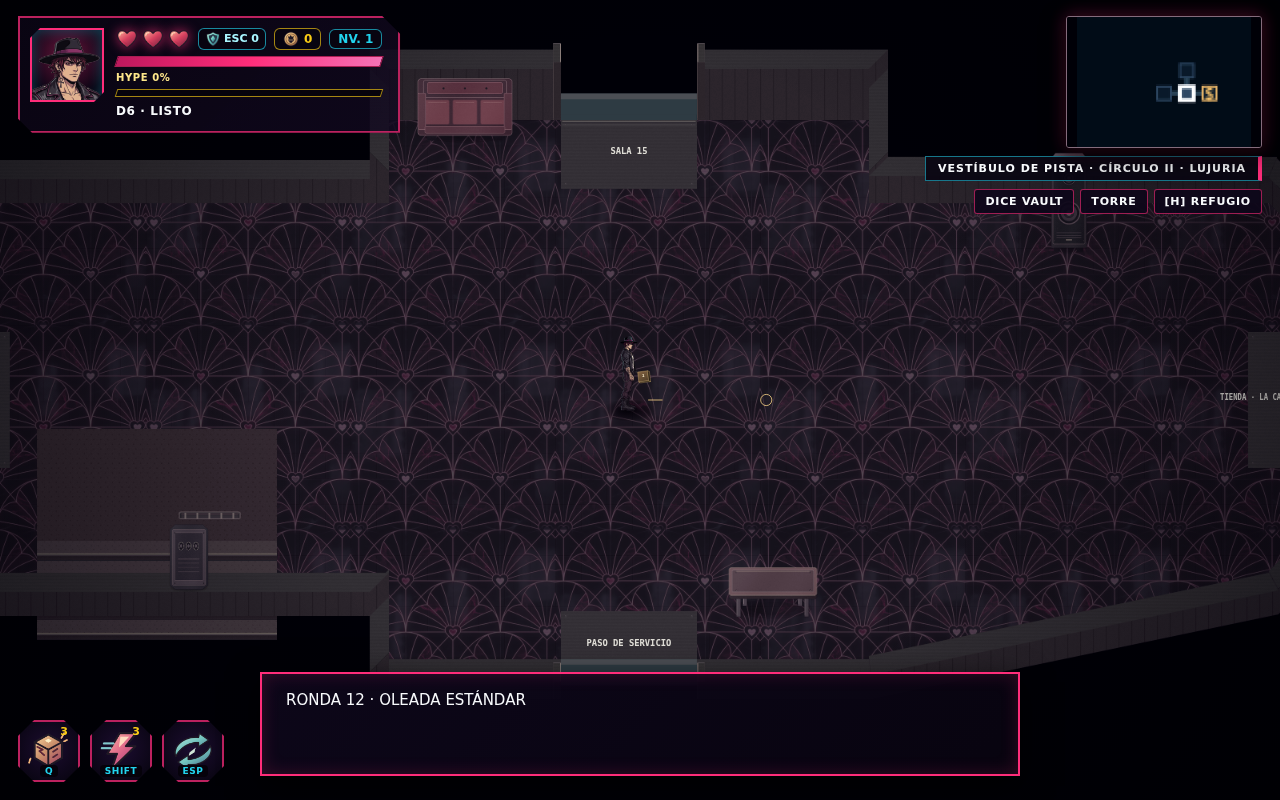 ESC 0
0
NV. 1
HYPE 0%
D6 · LISTO
SALA 15
VESTÍBULO DE PISTA · CÍRCULO II · LUJURIA
DICE VAULT
TORRE
[H] REFUGIO
TIENDA · LA CA
PASO DE SERVICIO
RONDA 12 · OLEADA ESTÁNDAR
3
Q
3
SHIFT
ESP